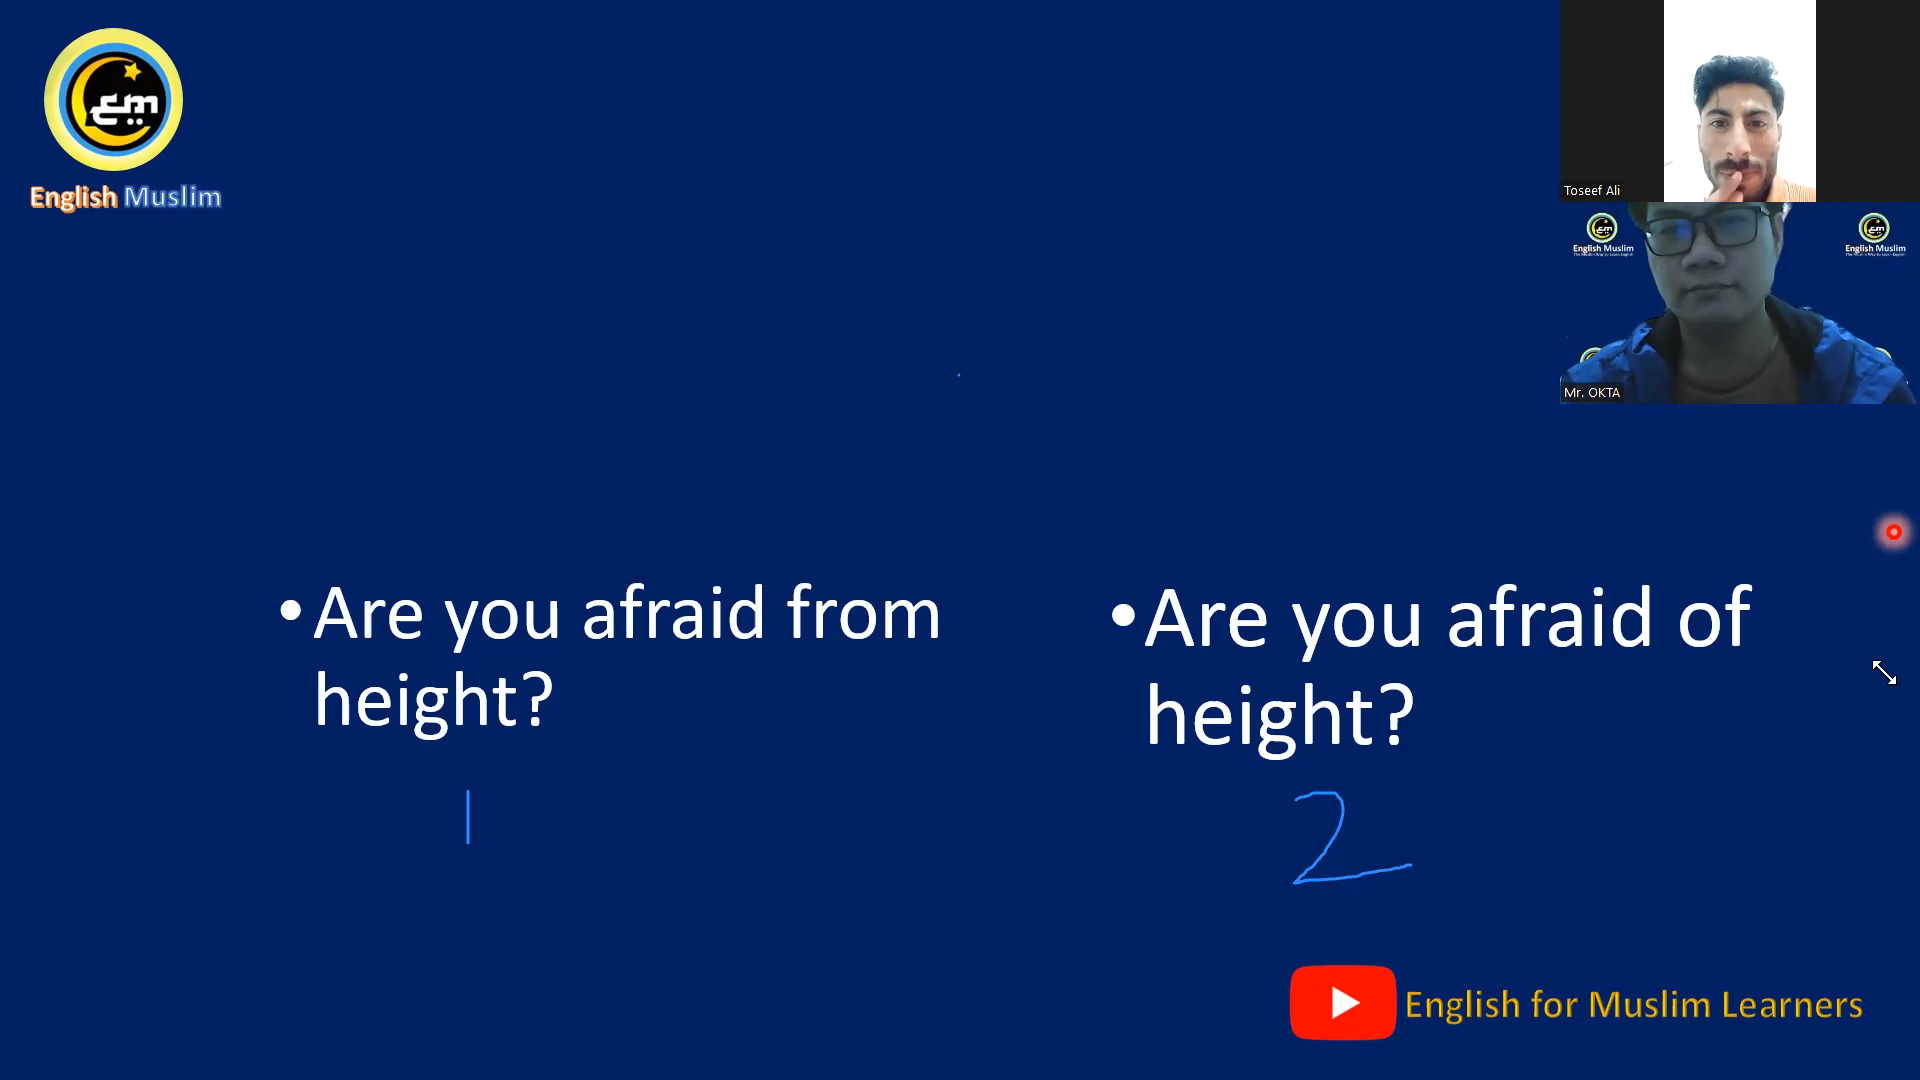 English Muslim
Toseef Ali
English Muslim
English Muslim
Mr. OKTA
•Are you afraid from
height?
•Are you afraid of
height?
1
2
English for Muslim Learners